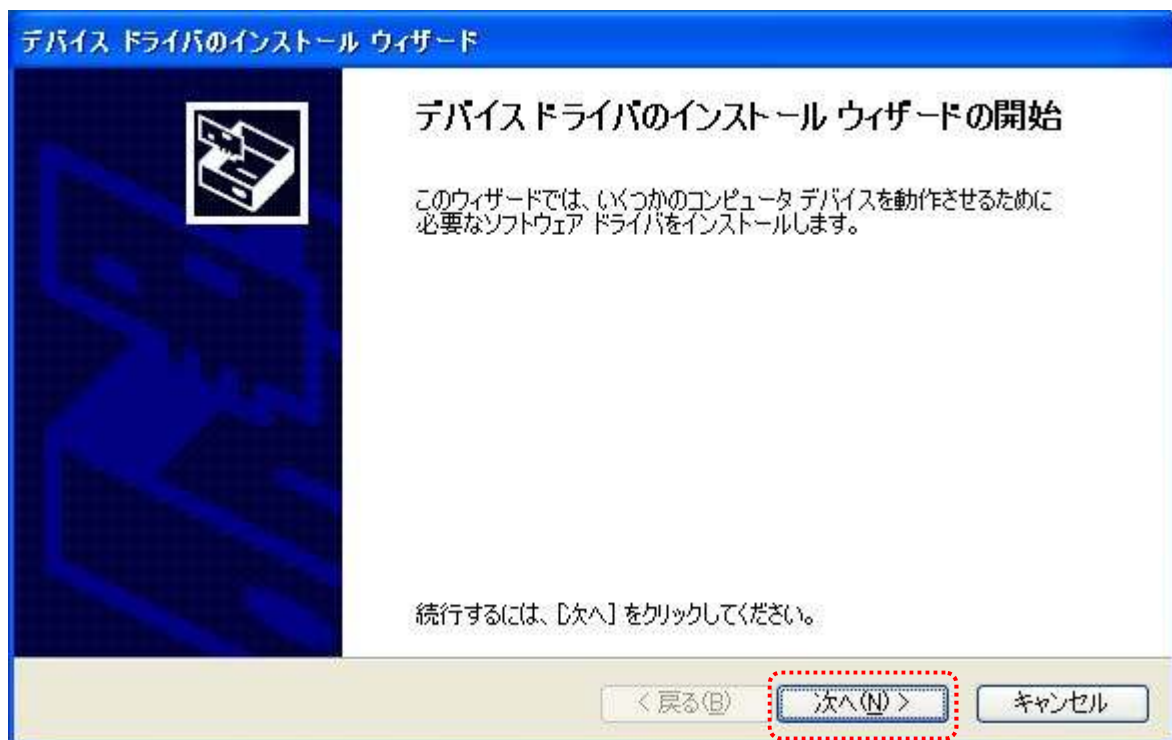 デバイス ドライバのインストール ウィザード
デバイス ドライバのインストール ウィザードの開始
このウィザードでは、いくつかのコンピュータ デバイスを動作させるために
必要なソフトウェア ドライバをインストールします。
続行するには、[次へ] をクリックしてください。
< 戻る(B) 次へ(N) > キャンセル